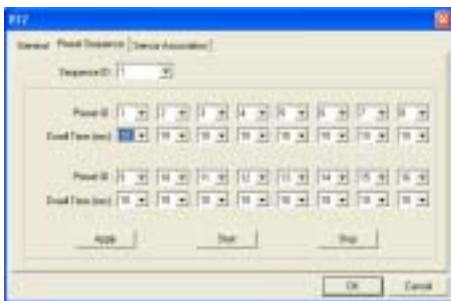 PTZ
General Preset Sequence Sensor Association
Sequence ID: 1
Preset ID 1 2 3 4 5 6 7 8
Dwell Time (sec) 10 10 10 10 10 10 10 10
Preset ID 9 10 11 12 13 14 15 16
Dwell Time (sec) 10 10 10 10 10 10 10 10
Apply Start Stop
OK Cancel